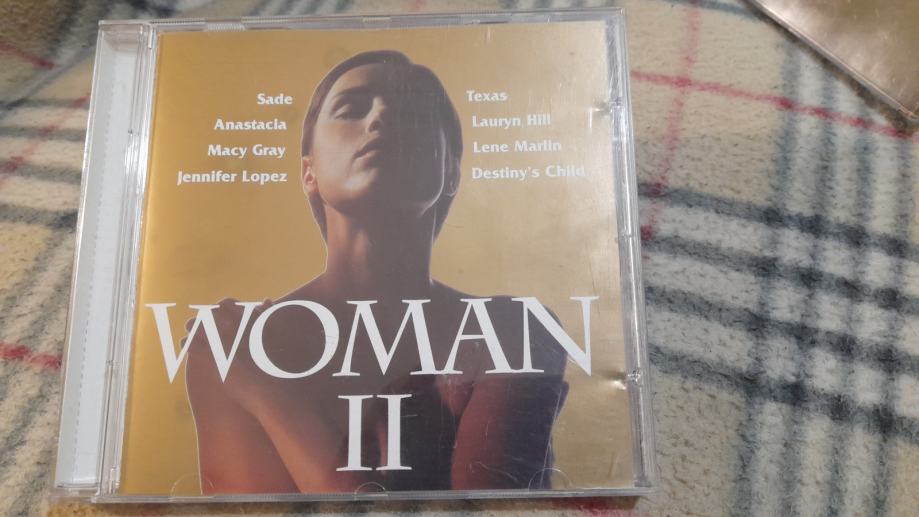 Sade
Anastacia
Macy Gray
Jennifer Lopez
Texas
Lauryn Hill
Lene Marlin
Destiny's Child
WOMAN
II